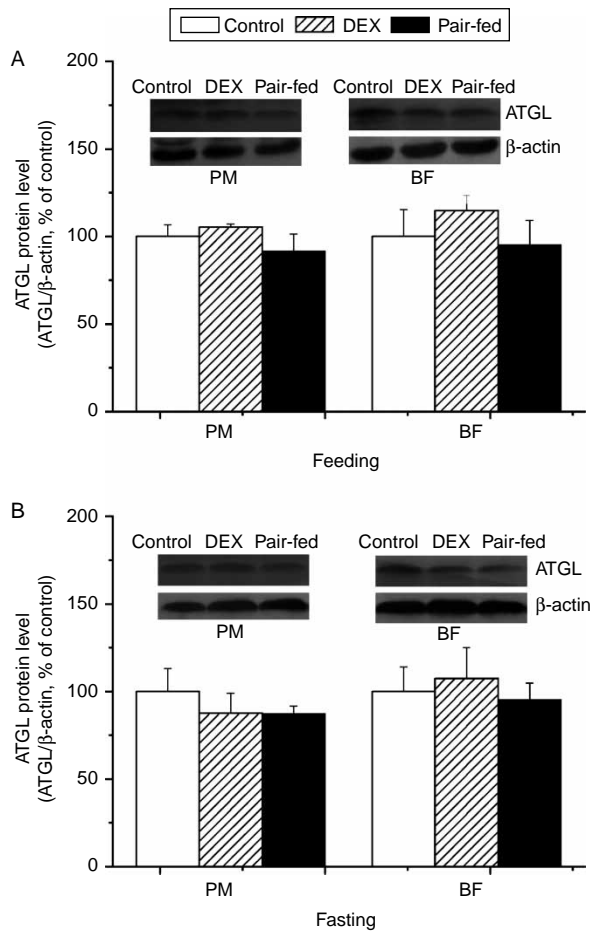 Control DEX Pair-fed
A
200
150
100
50
0
ATGL protein level
(ATGL/β-actin, % of control)
Control DEX Pair-fed
Control DEX Pair-fed
ATGL
β-actin
PM
BF
PM
BF
Feeding
B
200
150
100
50
0
ATGL protein level
(ATGL/β-actin, % of control)
Control DEX Pair-fed
Control DEX Pair-fed
ATGL
β-actin
PM
BF
PM
BF
Fasting